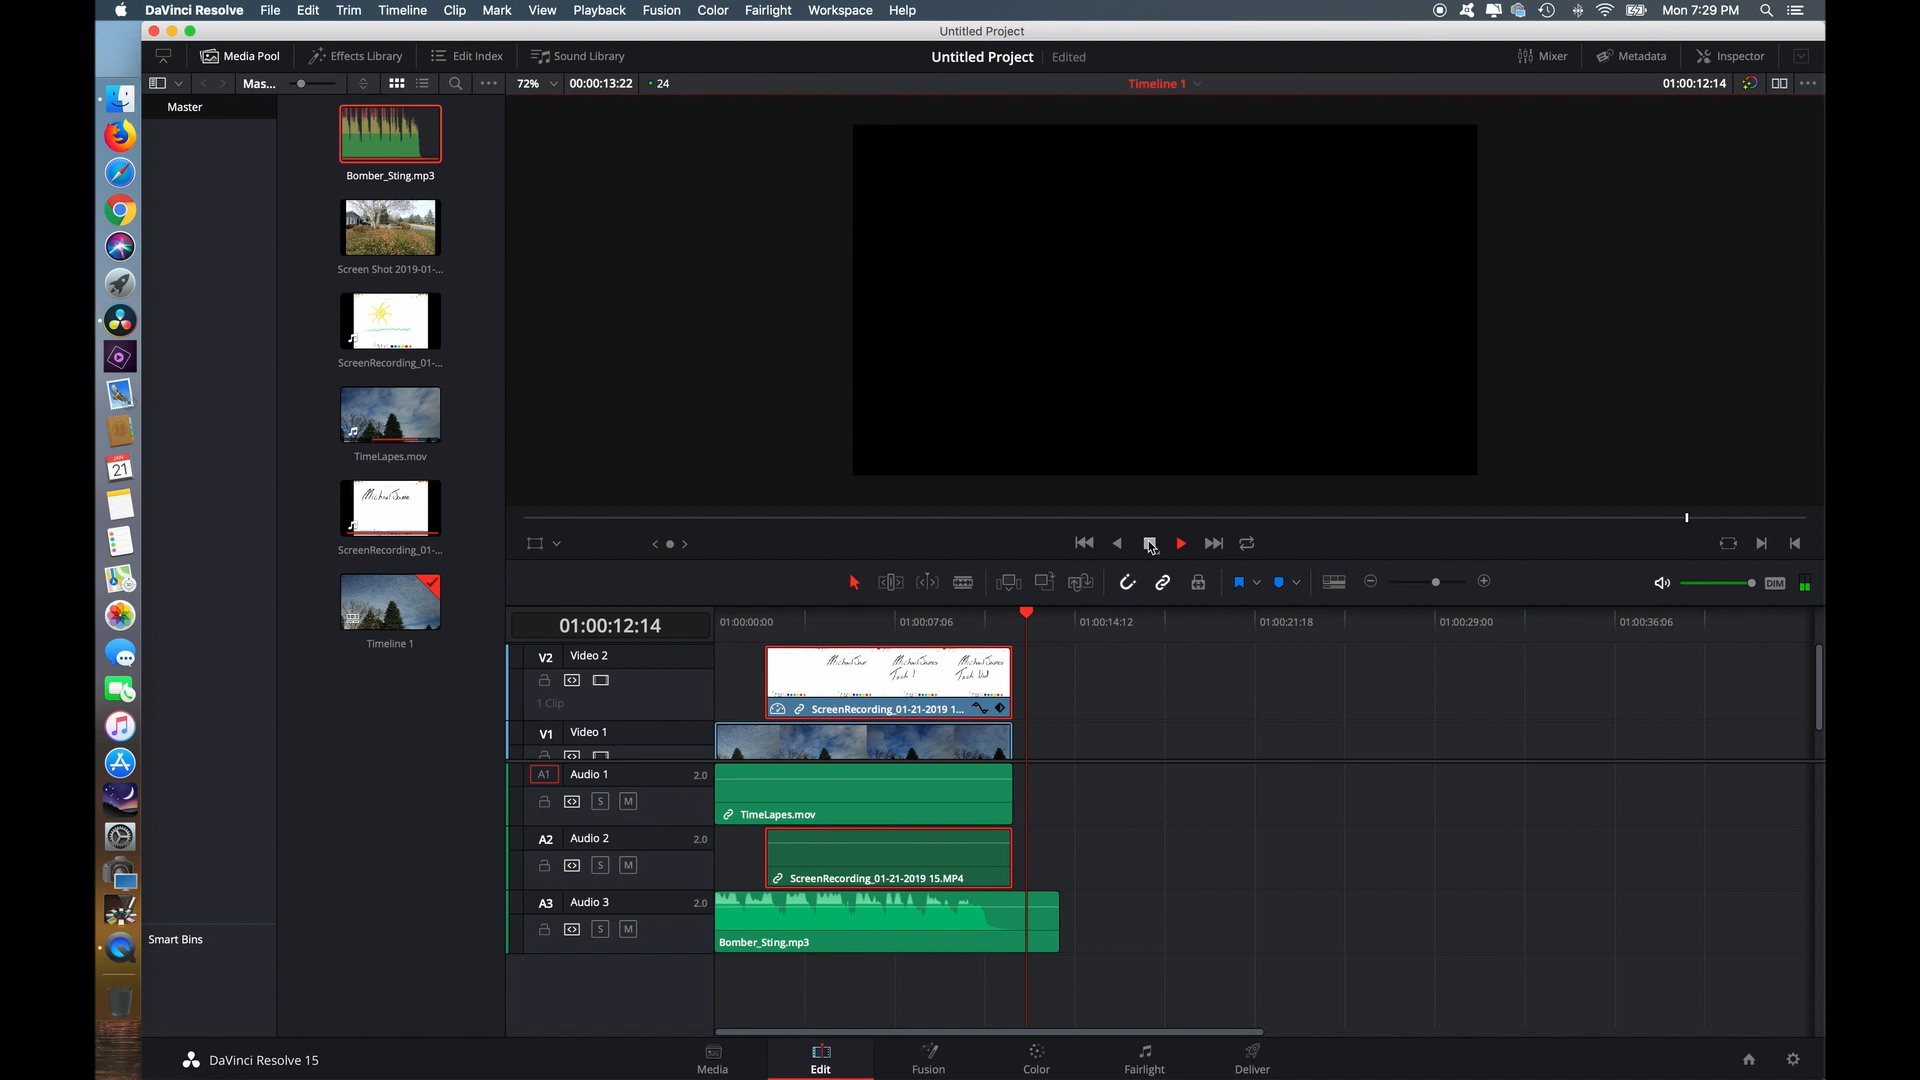 DaVinci Resolve File Edit Trim Timeline Clip Mark View Playback Fusion Color Fairlight Workspace Help Mon 7:29 PM
Untitled Project
Media Pool Effects Library Edit Index Sound Library Untitled Project Edited Mixer Metadata Inspector
Mas... 72% 00:00:13:22 24 Timeline 1 01:00:12:14
Master
Bomber_Sting.mp3
Screen Shot 2019-01-...
ScreenRecording_01-...
TimeLapes.mov
MichaelJame
ScreenRecording_01-...
Timeline 1
JAN
21
DIM
01:00:12:14 01:00:00:00 01:00:07:06 01:00:14:12 01:00:21:18 01:00:29:00 01:00:36:06
V2 Video 2
1 Clip
ScreenRecording_01-21-2019 1...
V1 Video 1
A1 Audio 1 2.0
S M
TimeLapes.mov
A2 Audio 2 2.0
S M
ScreenRecording_01-21-2019 15.MP4
A3 Audio 3 2.0
S M
Bomber_Sting.mp3
Smart Bins
DaVinci Resolve 15 Media Edit Fusion Color Fairlight Deliver